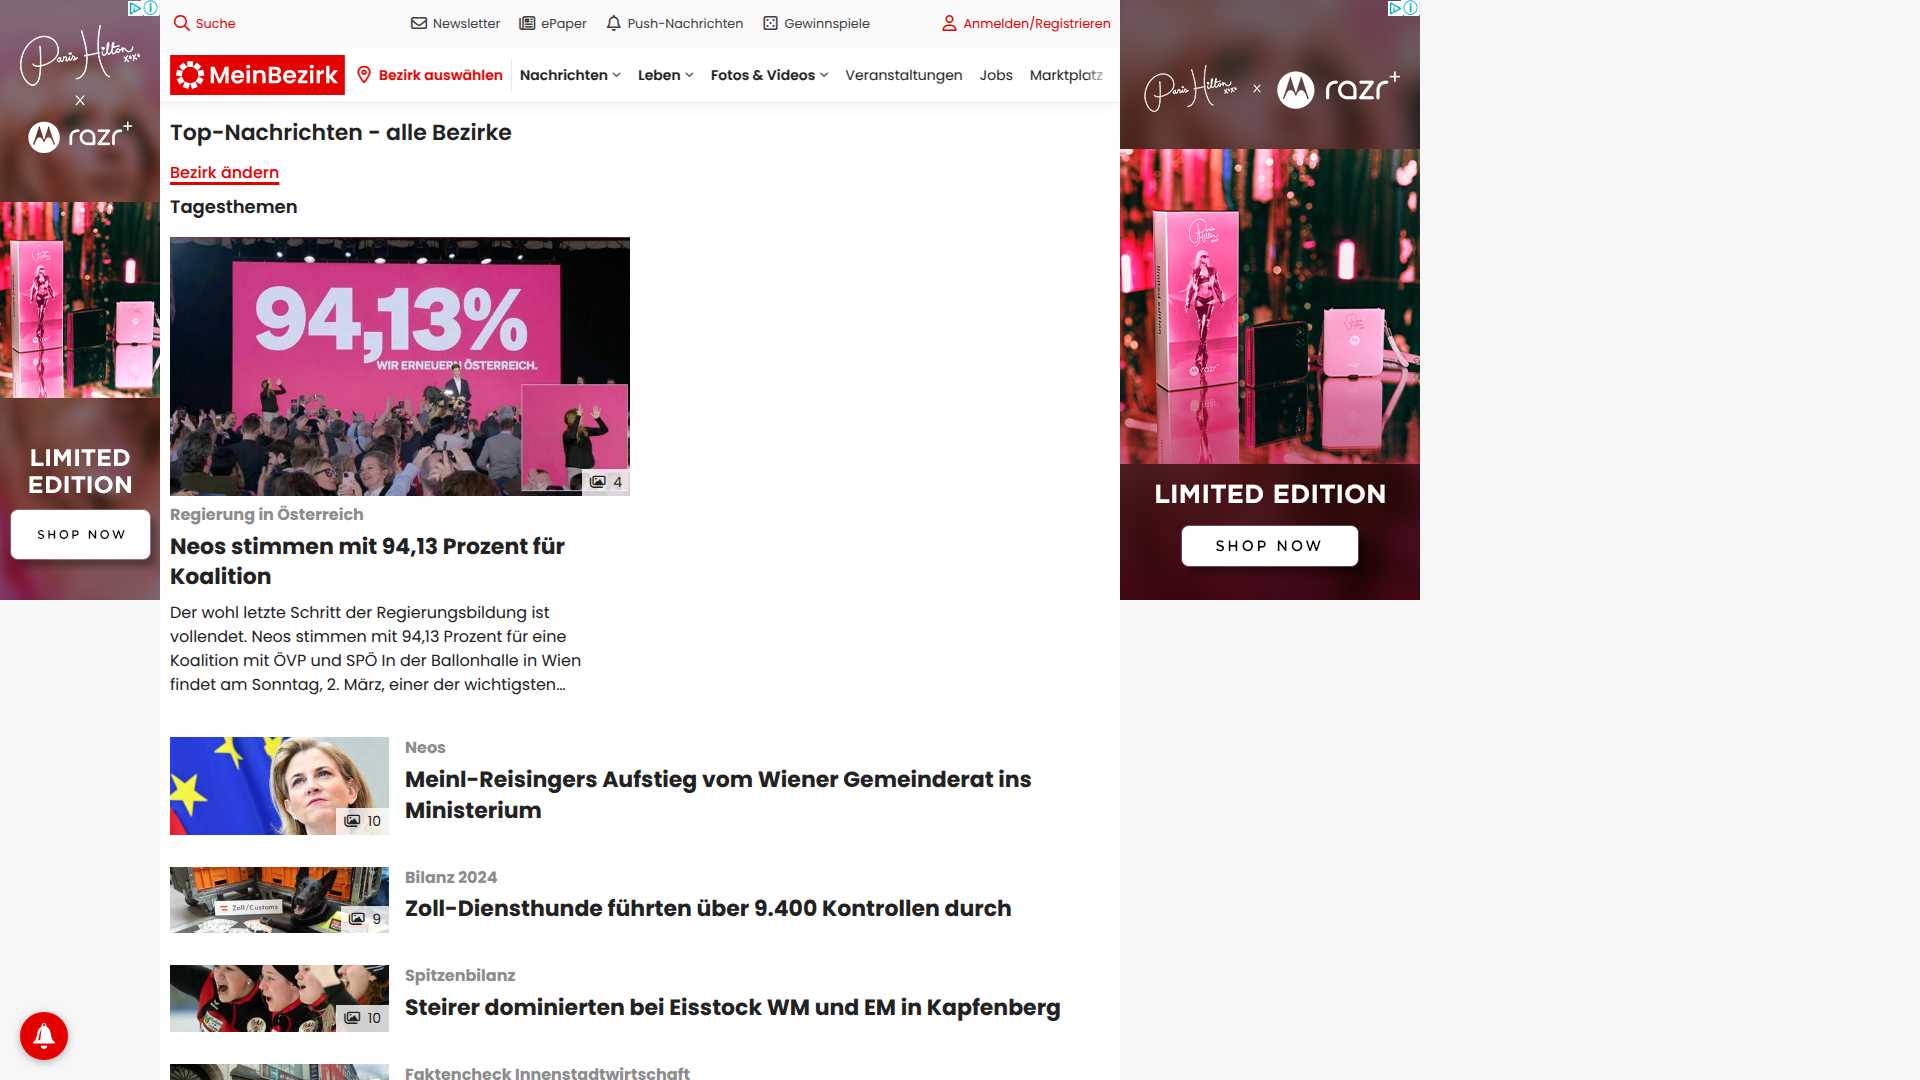 Suche
Newsletter
ePaper
Push-Nachrichten
Gewinnspiele
Anmelden/Registrieren
MeinBezirk
Bezirk auswählen
Nachrichten
Leben
Fotos & Videos
Veranstaltungen
Jobs
Marktplatz
Paris Hilton
xoxo
X
razr+
LIMITED
EDITION
SHOP NOW
Top-Nachrichten - alle Bezirke
Bezirk ändern
Tagesthemen
94,13%
WIR ERNEUERN ÖSTERREICH.
4
Regierung in Österreich
Neos stimmen mit 94,13 Prozent für
Koalition
Der wohl letzte Schritt der Regierungsbildung ist
vollendet. Neos stimmen mit 94,13 Prozent für eine
Koalition mit ÖVP und SPÖ In der Ballonhalle in Wien
findet am Sonntag, 2. März, einer der wichtigsten...
10
Neos
Meinl-Reisingers Aufstieg vom Wiener Gemeinderat ins
Ministerium
Zoll/Customs
9
Bilanz 2024
Zoll-Diensthunde führten über 9.400 Kontrollen durch
10
Spitzenbilanz
Steirer dominierten bei Eisstock WM und EM in Kapfenberg
Faktencheck Innenstadtwirtschaft
Paris Hilton
xoxo
X
razr+
razr+
LIMITED EDITION
SHOP NOW